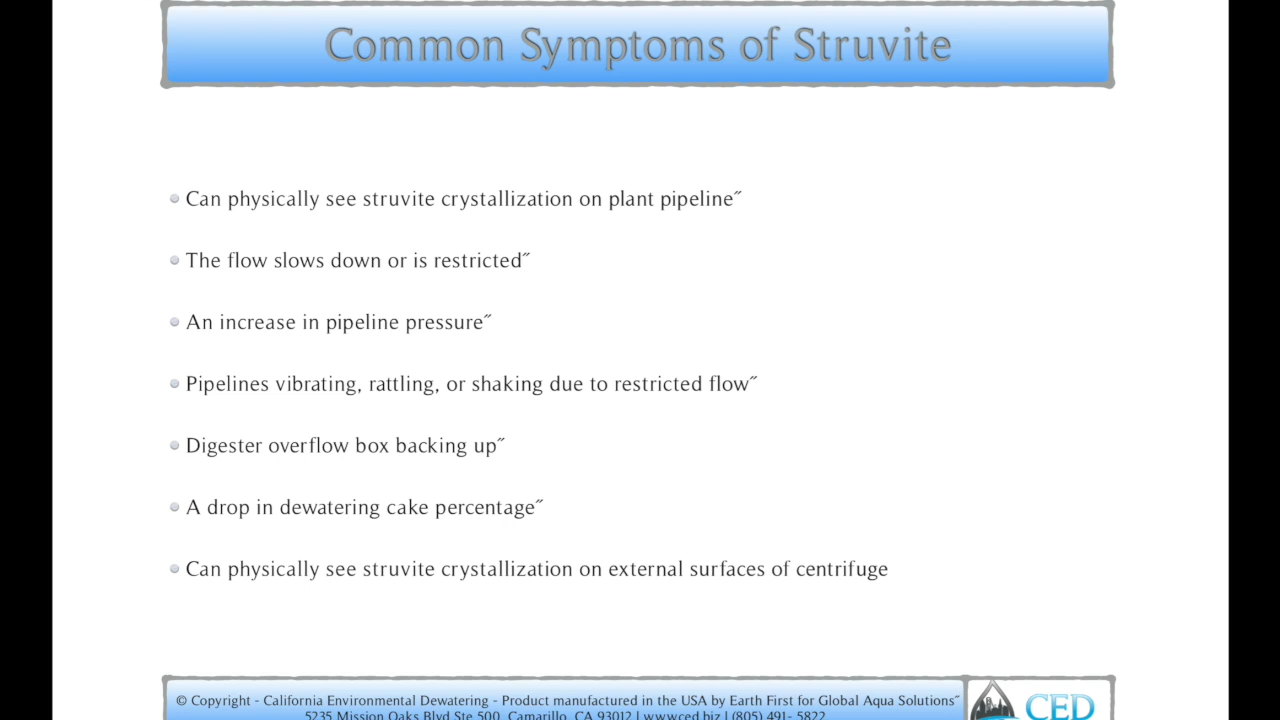 Common Symptoms of Struvite
Can physically see struvite crystallization on plant pipeline˝
The flow slows down or is restricted˝
An increase in pipeline pressure˝
Pipelines vibrating, rattling, or shaking due to restricted flow˝
Digester overflow box backing up˝
A drop in dewatering cake percentage˝
Can physically see struvite crystallization on external surfaces of centrifuge
© Copyright - California Environmental Dewatering - Product manufactured in the USA by Earth First for Global Aqua Solutions˝
5235 Mission Oaks Blvd Ste 500, Camarillo, CA 93012 | www.ced.biz | (805) 491- 5822
CED